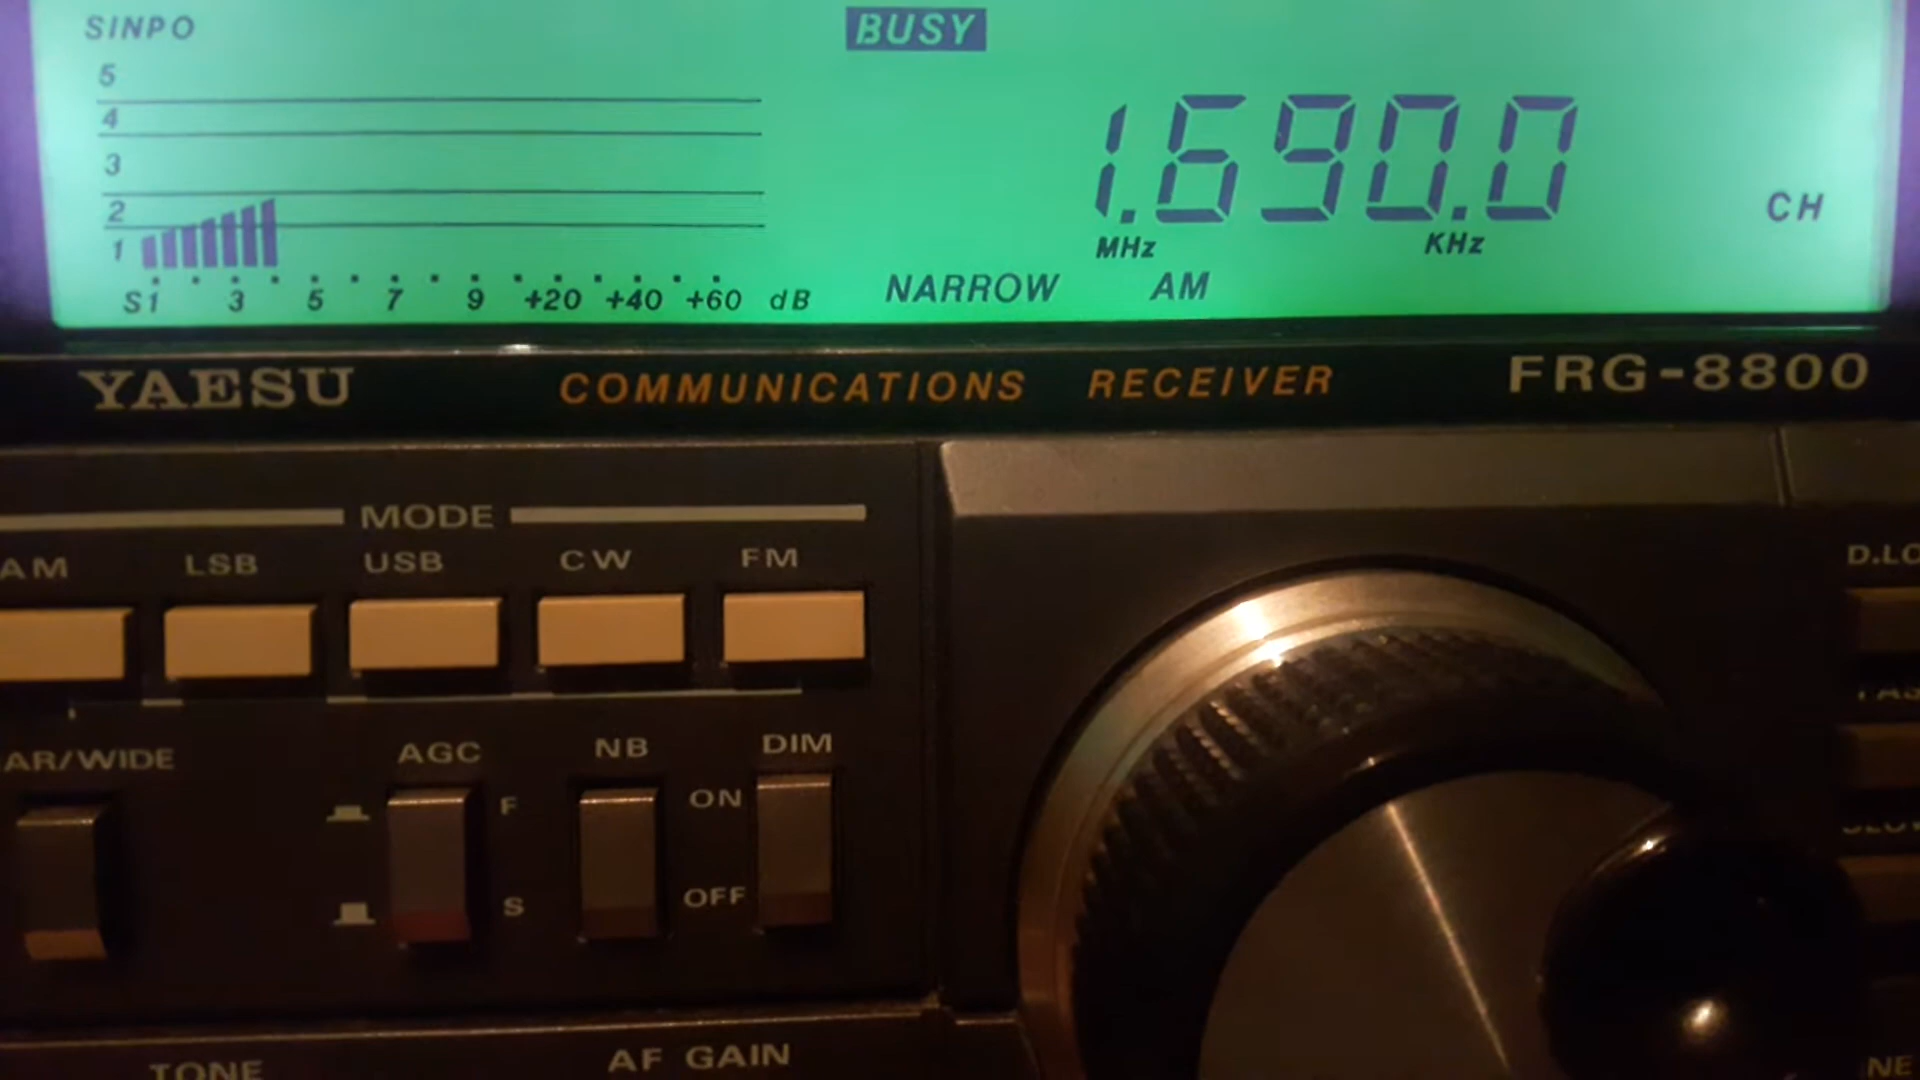 SINPO
BUSY
5
4
3
2
1
1.690.0
MHz KHz
CH
S1 3 5 7 9 +20 +40 +60 dB
NARROW AM
YAESU COMMUNICATIONS RECEIVER FRG-8800
MODE
AM LSB USB CW FM
D.LO
AR/WIDE AGC NB DIM
F
S
ON
OFF
TONE AF GAIN
NE